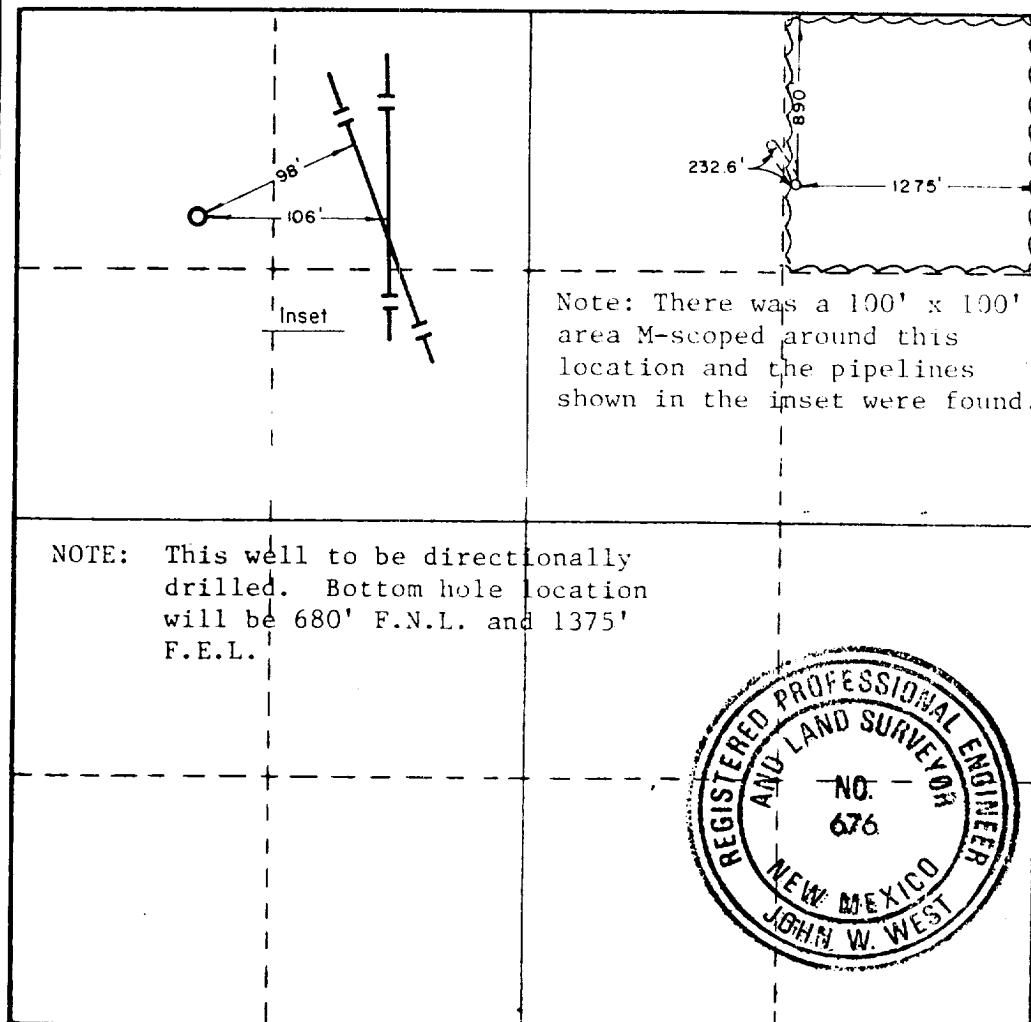 890
98'
232.6'
1275'
106'
Inset
Note: There was a 100' x 100'
area M-scoped around this
location and the pipelines
shown in the inset were found.
NOTE: This well to be directionally
drilled. Bottom hole location
will be 680' F.N.L. and 1375'
F.E.L.
REGISTERED PROFESSIONAL ENGINEER
AND LAND SURVEYOR
NO.
676
NEW MEXICO
JOHN W. WEST